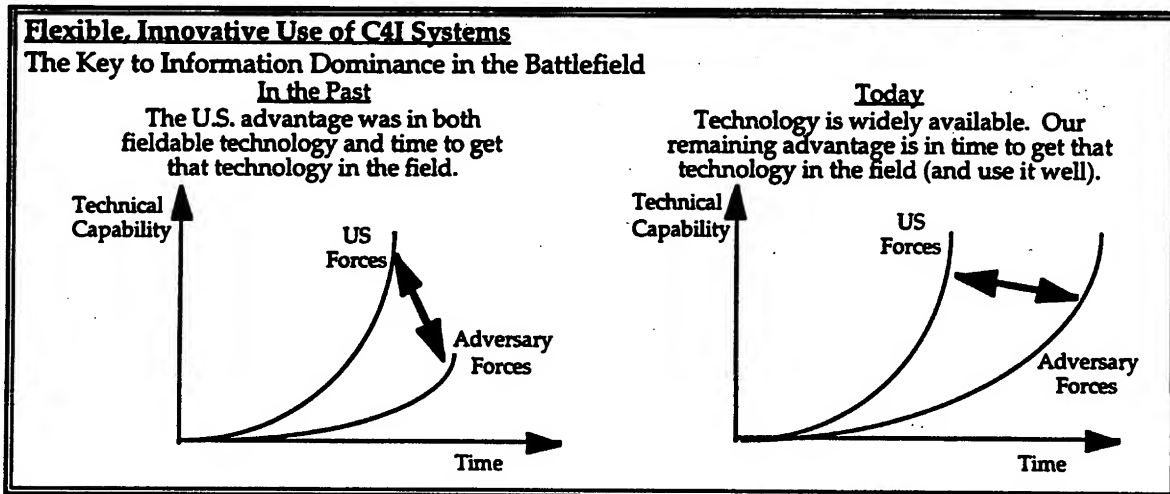 Flexible, Innovative Use of C4I Systems
The Key to Information Dominance in the Battlefield
In the Past
The U.S. advantage was in both
fieldable technology and time to get
that technology in the field.
Technical
Capability
US
Forces
Adversary
Forces
Time
Today
Technology is widely available. Our
remaining advantage is in time to get that
technology in the field (and use it well).
Technical
Capability
US
Forces
Adversary
Forces
Time